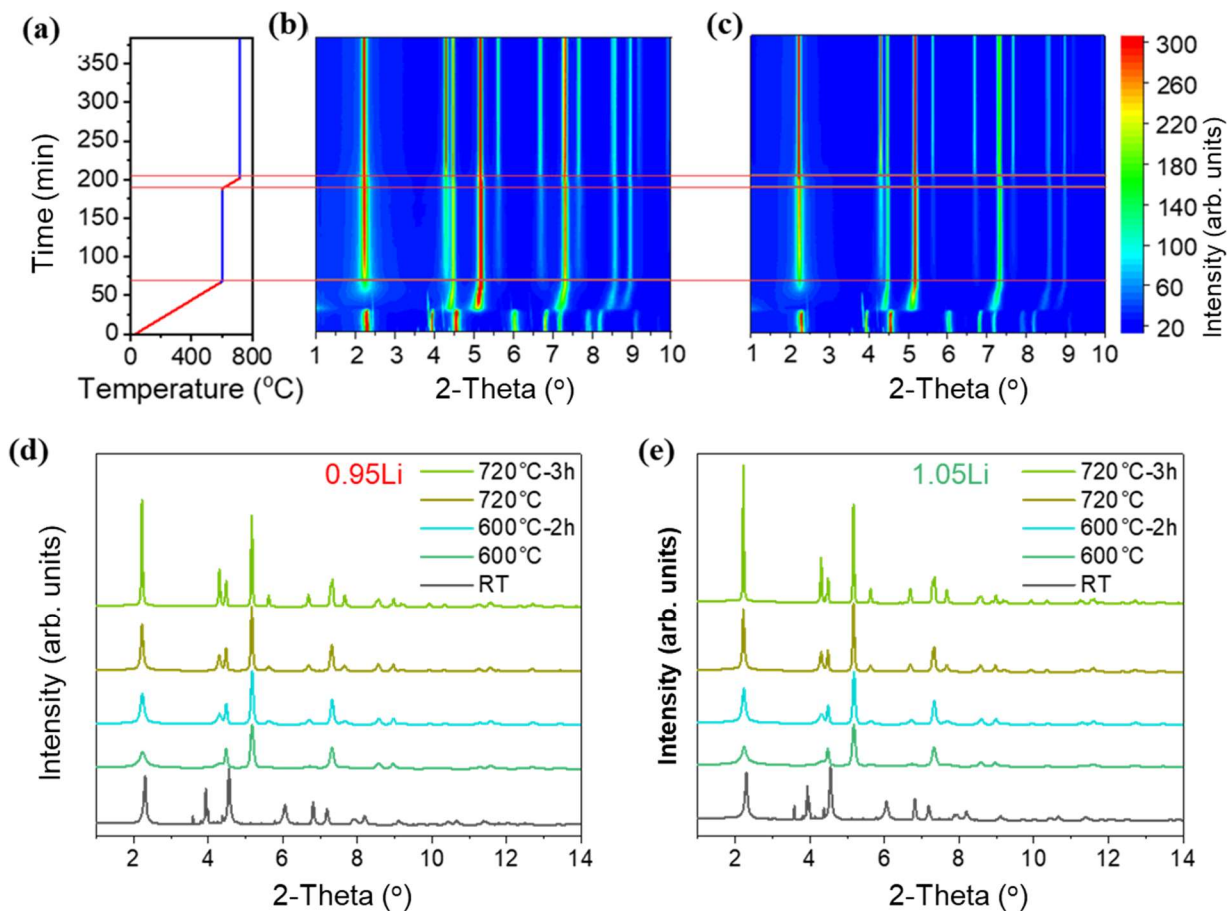 (a)
(b)
(c)
350
300
250
200
150
100
50
0
Time (min)
0 400 800
Temperature (°C)
1 2 3 4 5 6 7 8 9 10
2-Theta (°)
1 2 3 4 5 6 7 8 9 10
2-Theta (°)
300
260
220
180
140
100
60
20
Intensity (arb. units)
(d)
0.95Li
720°C-3h
720°C
600°C-2h
600°C
RT
Intensity (arb. units)
2 4 6 8 10 12 14
2-Theta (°)
(e)
1.05Li
720°C-3h
720°C
600°C-2h
600°C
RT
Intensity (arb. units)
2 4 6 8 10 12 14
2-Theta (°)